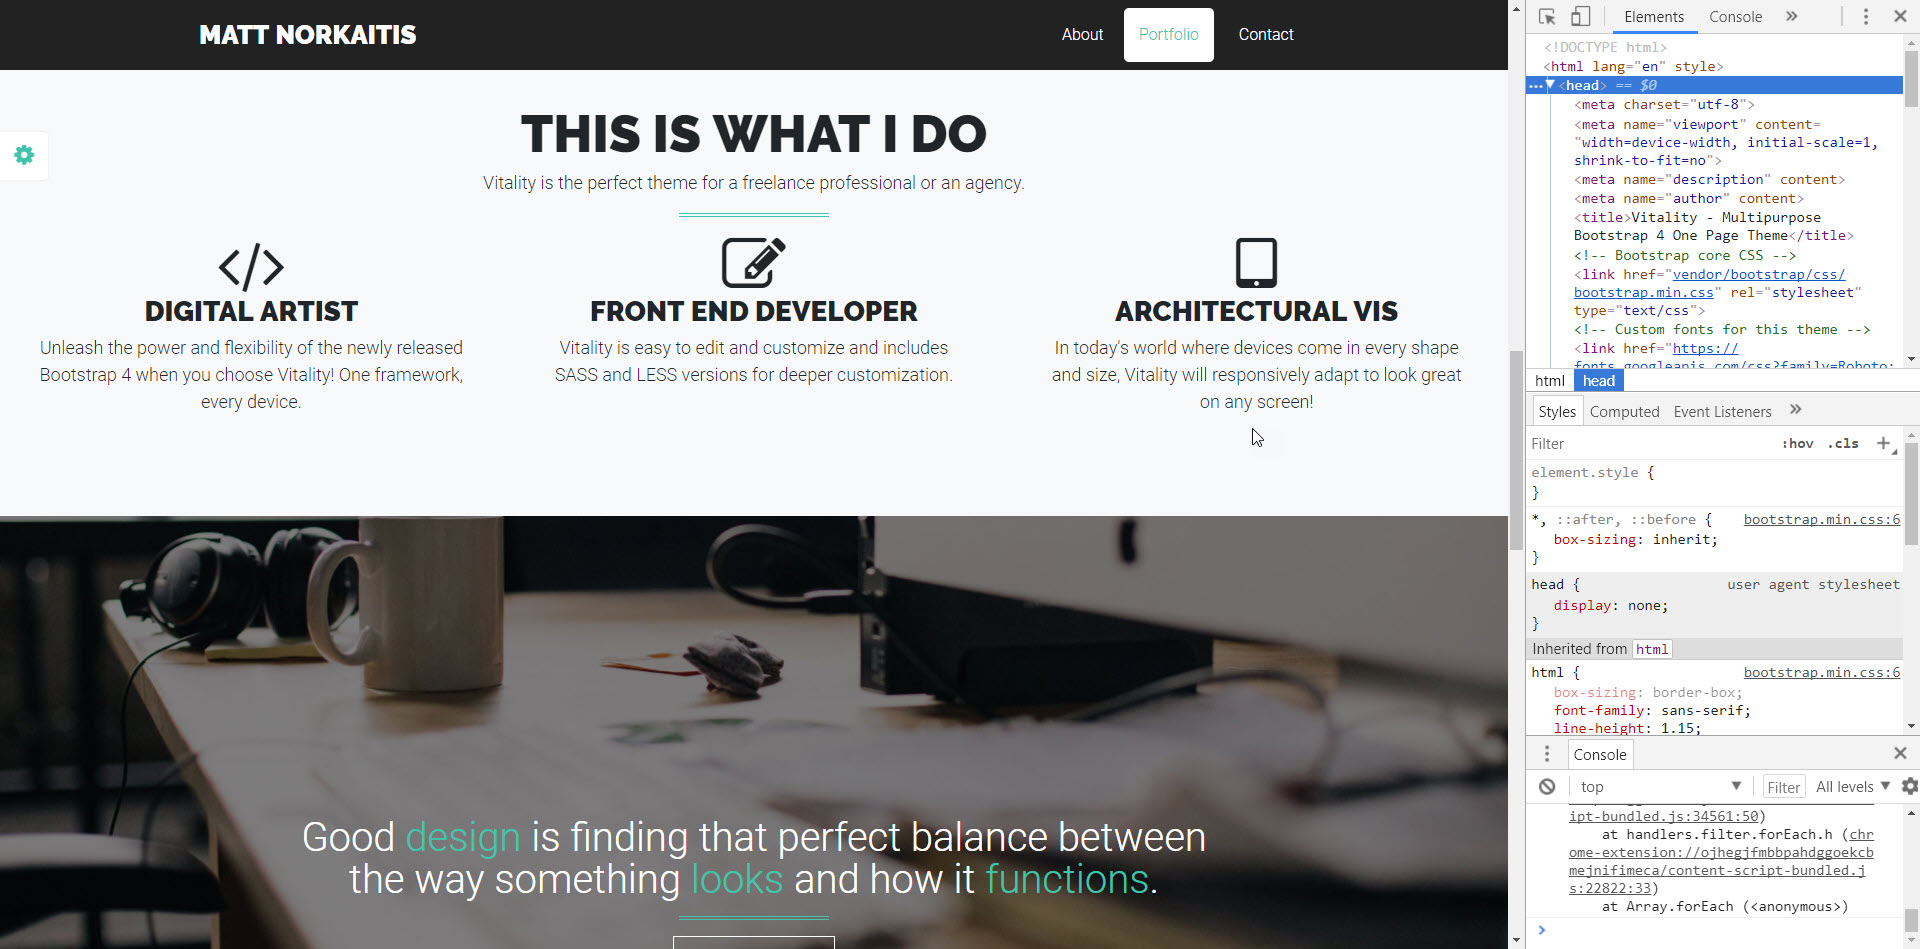 MATT NORKAITIS
About
Portfolio
Contact
THIS IS WHAT I DO
Vitality is the perfect theme for a freelance professional or an agency.
DIGITAL ARTIST
Unleash the power and flexibility of the newly released
Bootstrap 4 when you choose Vitality! One framework,
every device.
FRONT END DEVELOPER
Vitality is easy to edit and customize and includes
SASS and LESS versions for deeper customization.
ARCHITECTURAL VIS
In today's world where devices come in every shape
and size, Vitality will responsively adapt to look great
on any screen!
Good design is finding that perfect balance between
the way something looks and how it functions.
Elements Console »
<!DOCTYPE html>
<html lang="en" style>
… ▼ <head> == $0
<meta charset="utf-8">
<meta name="viewport" content=
"width=device-width, initial-scale=1,
shrink-to-fit=no">
<meta name="description" content>
<meta name="author" content>
<title>Vitality - Multipurpose
Bootstrap 4 One Page Theme</title>
<!-- Bootstrap core CSS -->
<link href="vendor/bootstrap/css/
bootstrap.min.css" rel="stylesheet"
type="text/css">
<!-- Custom fonts for this theme -->
<link href="https://
fonts.googleapis.com/css?family=Roboto:
html head
Styles Computed Event Listeners »
Filter :hov .cls +
element.style {
}
*, ::after, ::before { bootstrap.min.css:6
box-sizing: inherit;
}
head { user agent stylesheet
display: none;
}
Inherited from html
html { bootstrap.min.css:6
box-sizing: border-box;
font-family: sans-serif;
line-height: 1.15;
Console
top ▼ Filter All levels ▼
ipt-bundled.js:34561:50)
at handlers.filter.forEach.h (chr
ome-extension://ojhegjfmbbpahdggoekcb
mejnifimeca/content-script-bundled.j
s:22822:33)
at Array.forEach (<anonymous>)
>